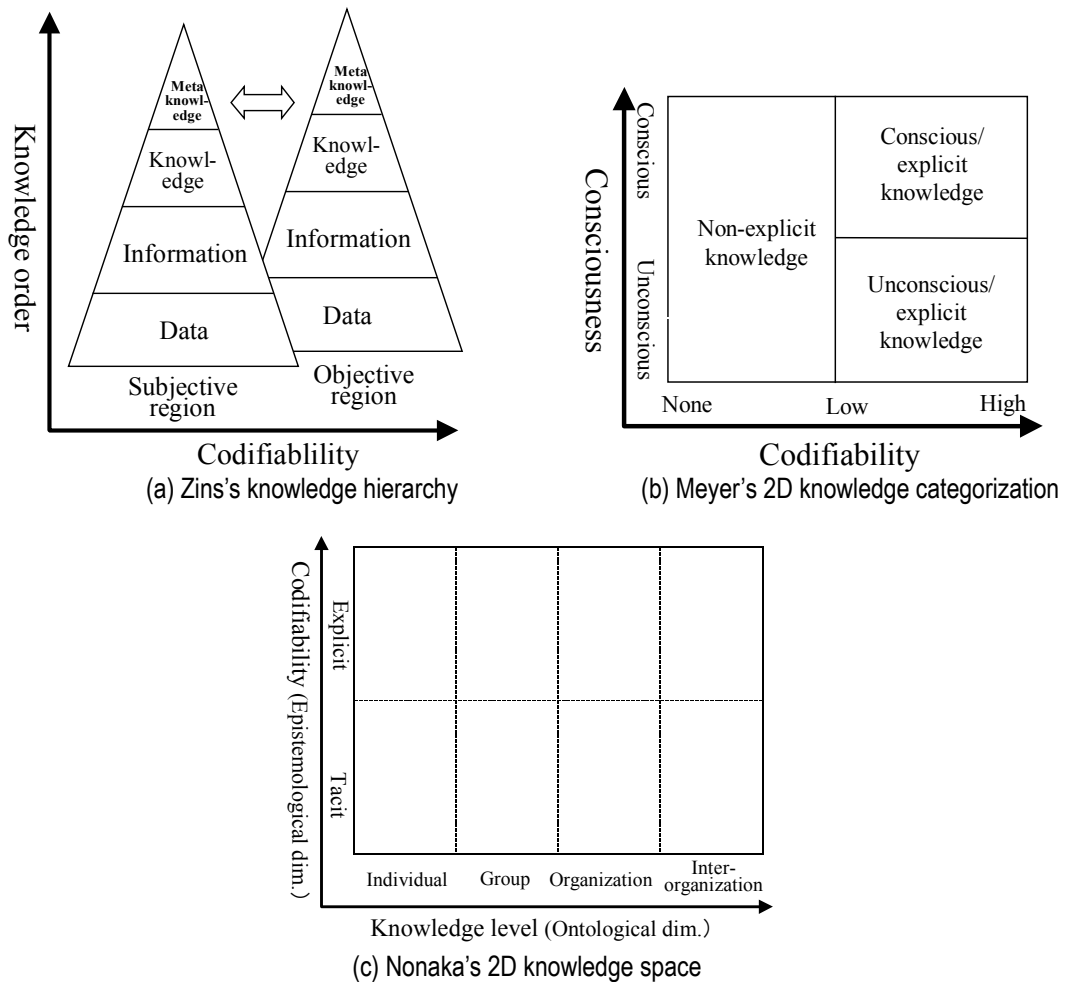 Knowledge order
Meta
knowl-
edge
Knowl-
edge
Information
Data
Subjective
region
Meta
knowl-
edge
Knowl-
edge
Information
Data
Objective
region
Codifiablility
(a) Zins's knowledge hierarchy
Consciousness
Conscious
Unconscious
Non-explicit
knowledge
Conscious/
explicit
knowledge
Unconscious/
explicit
knowledge
None
Low
High
Codifiability
(b) Meyer's 2D knowledge categorization
Codifiability (Epistemological dim.)
Explicit
Tacit
Individual
Group
Organization
Inter-
organization
Knowledge level (Ontological dim.)
(c) Nonaka's 2D knowledge space